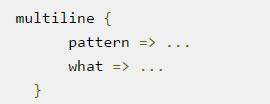 multiline {
pattern => ...
what => ...
}